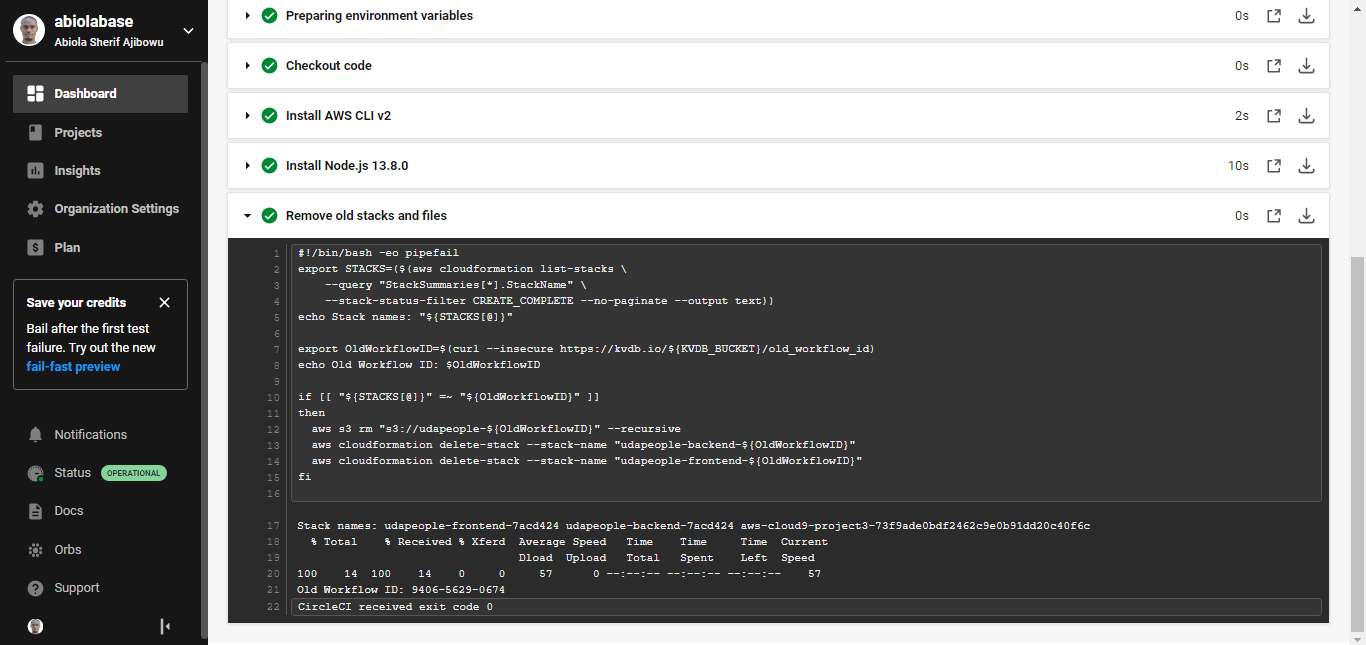 abiolabase
Abiola Sherif Ajibowu
Dashboard
Projects
Insights
Organization Settings
$ Plan
Save your credits
Bail after the first test
failure. Try out the new
fail-fast preview
Notifications
Status OPERATIONAL
Docs
Orbs
Support
Preparing environment variables 0s
Checkout code 0s
Install AWS CLI v2 2s
Install Node.js 13.8.0 10s
Remove old stacks and files 0s
1 #!/bin/bash -eo pipefail
2 export STACKS=($(aws cloudformation list-stacks \
3 --query "StackSummaries[*].StackName" \
4 --stack-status-filter CREATE_COMPLETE --no-paginate --output text))
5 echo Stack names: "${STACKS[@]}"
6
7 export OldWorkflowID=$(curl --insecure https://kvdb.io/${KVDB_BUCKET}/old_workflow_id)
8 echo Old Workflow ID: $OldWorkflowID
9
10 if [[ "${STACKS[@]}" =~ "${OldWorkflowID}" ]]
11 then
12 aws s3 rm "s3://udapeople-${OldWorkflowID}" --recursive
13 aws cloudformation delete-stack --stack-name "udapeople-backend-${OldWorkflowID}"
14 aws cloudformation delete-stack --stack-name "udapeople-frontend-${OldWorkflowID}"
15 fi
16
17 Stack names: udapeople-frontend-7acd424 udapeople-backend-7acd424 aws-cloud9-project3-73f9ade0bdf2462c9e0b91dd20c40f6c
18 % Total % Received % Xferd Average Speed Time Time Time Current
19 Dload Upload Total Spent Left Speed
20 100 14 100 14 0 0 57 0 --:--:-- --:--:-- --:--:-- 57
21 Old Workflow ID: 9406-5629-0674
22 CircleCI received exit code 0